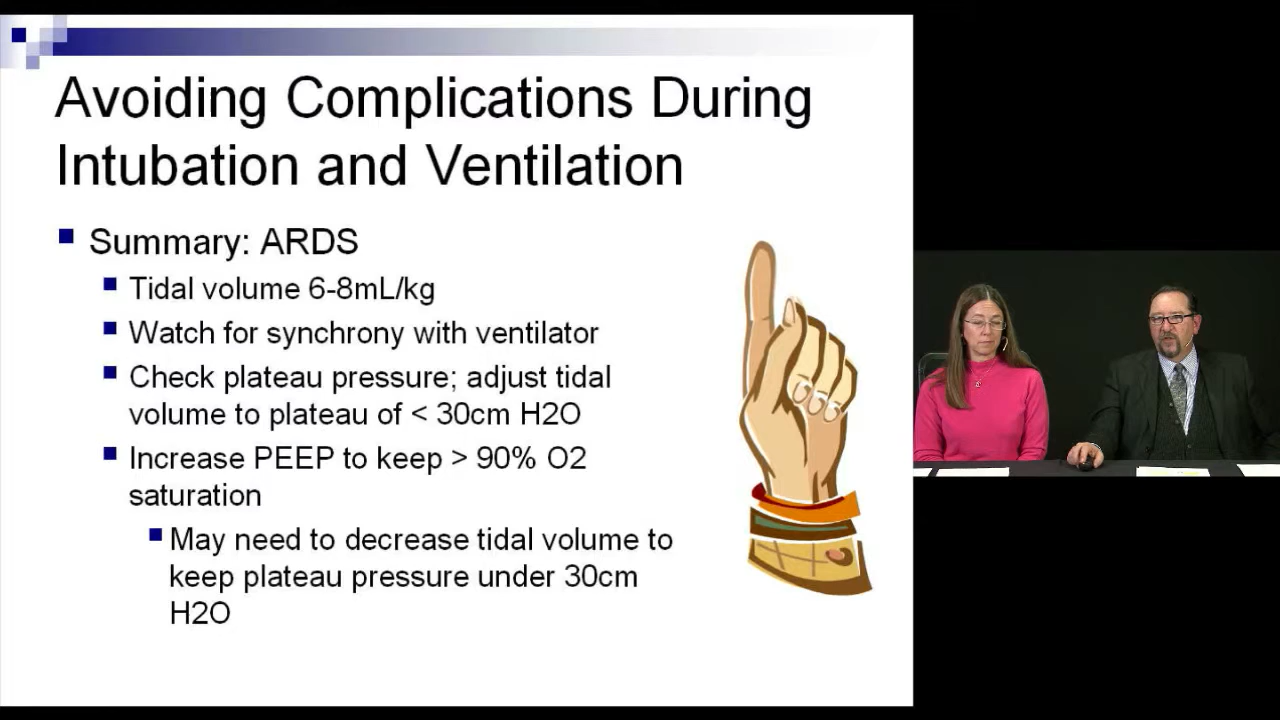 Avoiding Complications During
Intubation and Ventilation
Summary: ARDS
Tidal volume 6-8mL/kg
Watch for synchrony with ventilator
Check plateau pressure; adjust tidal
volume to plateau of < 30cm H2O
Increase PEEP to keep > 90% O2
saturation
May need to decrease tidal volume to
keep plateau pressure under 30cm
H2O